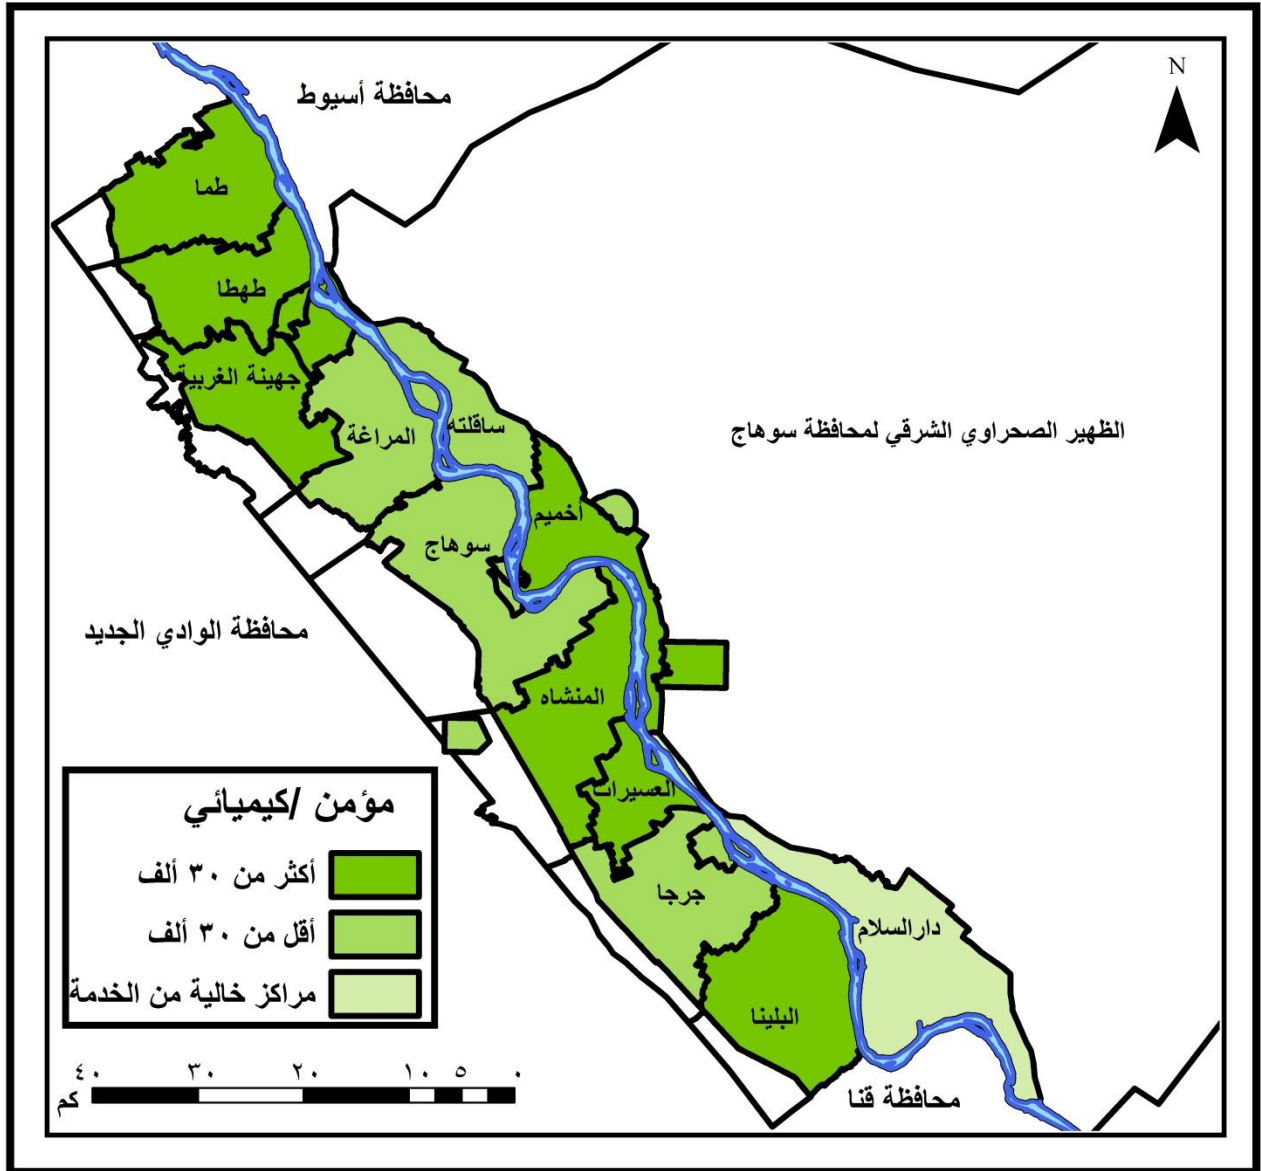 N
محافظة أسيوط
طما
طهطا
جهينة الغربية
المراغة
ساقلته
الظهير الصحراوي الشرقي لمحافظة سوهاج
أخميم
سوهاج
محافظة الوادي الجديد
المنشاه
العسيرات
جرجا
دارالسلام
البلينا
محافظة قنا
مؤمن /كيميائي
أكثر من ٣٠ ألف
أقل من ٣٠ ألف
مراكز خالية من الخدمة
٤٠ ٣٠ ٢٠ ١٠ ٥ ٠
كم